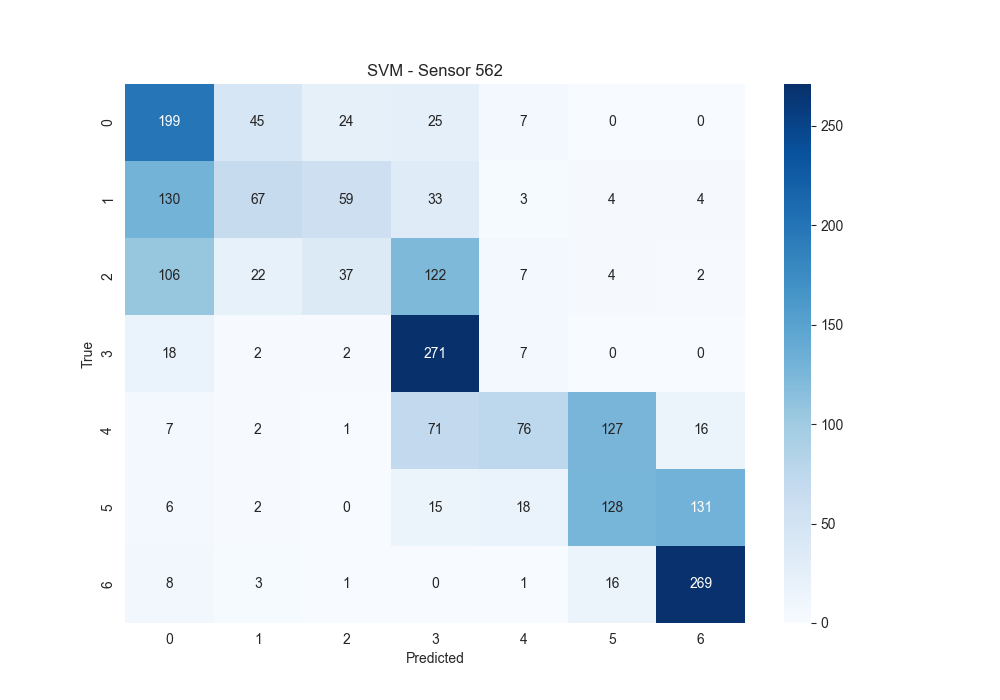 SVM - Sensor 562
0 199 45 24 25 7 0 0
1 130 67 59 33 3 4 4
2 106 22 37 122 7 4 2
3 18 2 2 271 7 0 0
4 7 2 1 71 76 127 16
5 6 2 0 15 18 128 131
6 8 3 1 0 1 16 269
0 1 2 3 4 5 6
Predicted
True
250
200
150
100
50
0